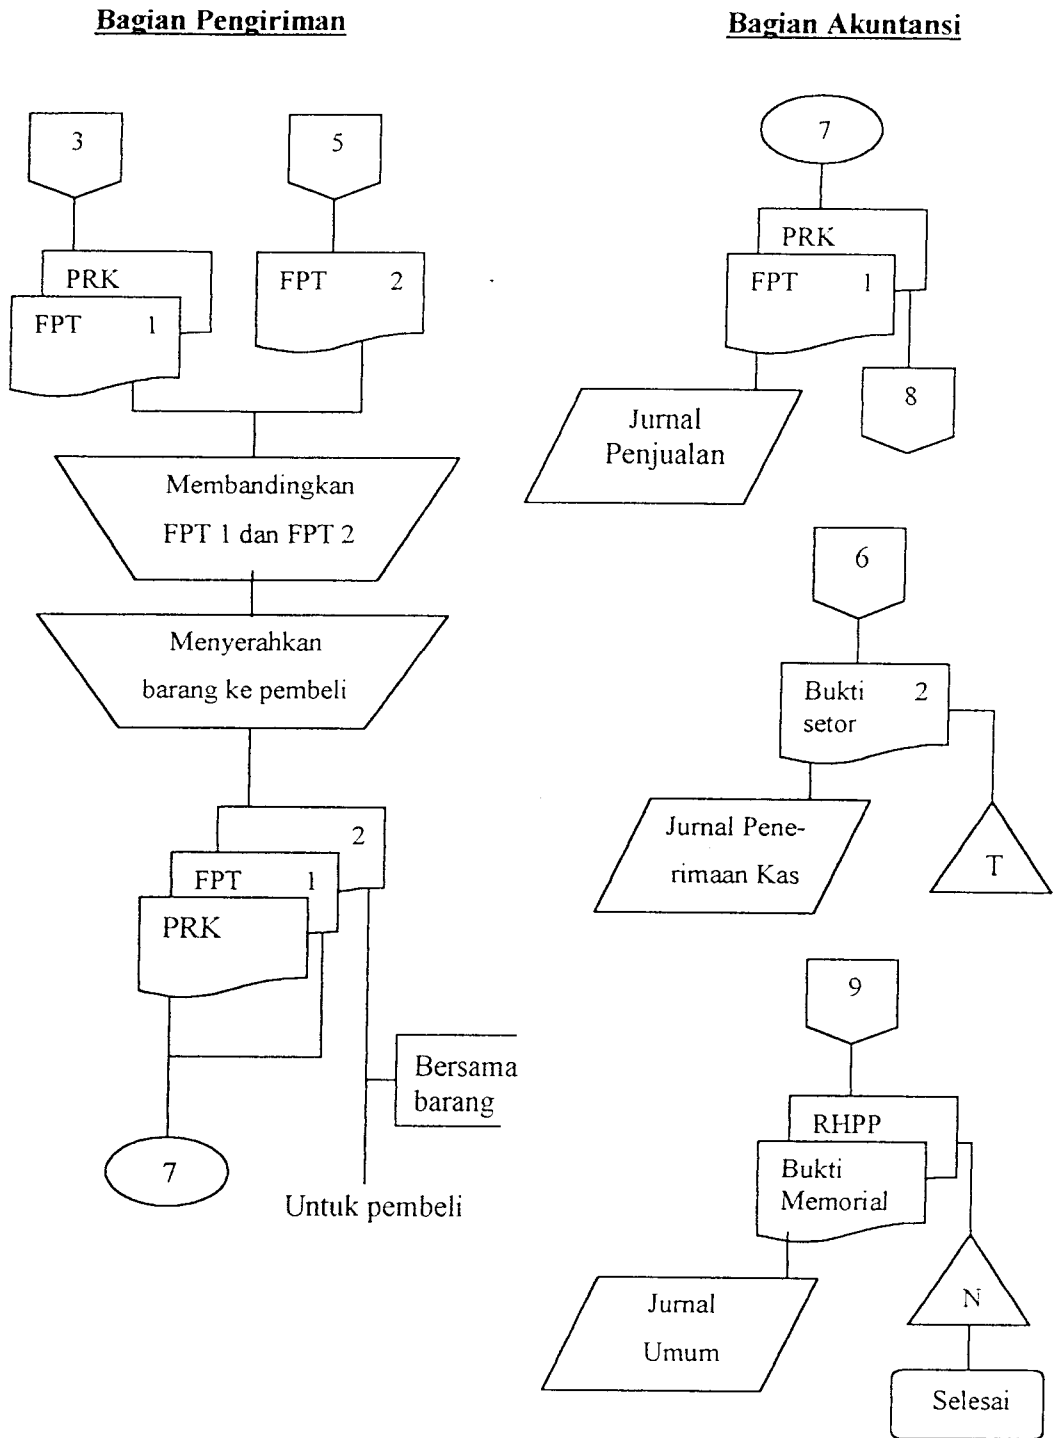 Bagian Pengiriman
3
5
PRK
FPT 1
FPT 2
Membandingkan
FPT 1 dan FPT 2
Menyerahkan
barang ke pembeli
2
FPT 1
PRK
Bersama
barang
7
Untuk pembeli
Bagian Akuntansi
7
PRK
FPT 1
8
Jurnal
Penjualan
6
Bukti 2
setor
Jurnal Pene-
rimaan Kas
T
9
RHPP
Bukti
Memorial
N
Jurnal
Umum
Selesai